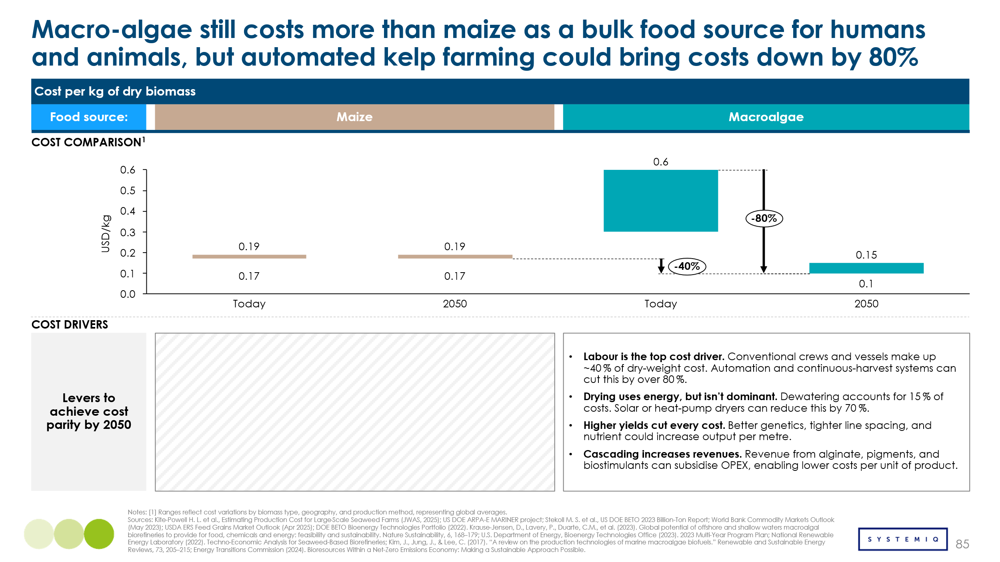 Macro-algae still costs more than maize as a bulk food source for humans
and animals, but automated kelp farming could bring costs down by 80%
Cost per kg of dry biomass
Food source:
Maize
Macroalgae
COST COMPARISON¹
USD/kg
0.6
0.5
0.4
0.3
0.2
0.1
0.0
0.19
0.17
Today
0.19
0.17
2050
0.6
-40%
Today
-80%
0.15
0.1
2050
COST DRIVERS
Levers to
achieve cost
parity by 2050
• Labour is the top cost driver. Conventional crews and vessels make up
~40 % of dry-weight cost. Automation and continuous-harvest systems can
cut this by over 80 %.
• Drying uses energy, but isn’t dominant. Dewatering accounts for 15 % of
costs. Solar or heat-pump dryers can reduce this by 70 %.
• Higher yields cut every cost. Better genetics, tighter line spacing, and
nutrient could increase output per metre.
• Cascading increases revenues. Revenue from alginate, pigments, and
biostimulants can subsidise OPEX, enabling lower costs per unit of product.
Notes: [1] Ranges reflect cost variations by biomass type, geography, and production method, representing global averages.
Sources: Kite-Powell H. L. et al., Estimating Production Cost for Large-Scale Seaweed Farms (JWAS, 2025); US DOE ARPA-E MARINER project; Stekoll M. S. et al., US DOE BETO 2023 Billion-Ton Report; World Bank Commodity Markets Outlook
(May 2023); USDA ERS Feed Grains Market Outlook (Apr 2025); DOE BETO Bioenergy Technologies Portfolio (2022). Krause-Jensen, D., Lavery, P., Duarte, C.M., et al. (2023). Global potential of offshore and shallow waters macroalgal
biorefineries to provide for food, chemicals and energy: feasibility and sustainability. Nature Sustainability, 6, 168–179; U.S. Department of Energy, Bioenergy Technologies Office (2023). 2023 Multi-Year Program Plan; National Renewable
Energy Laboratory (2022). Techno-Economic Analysis for Seaweed-Based Biorefineries; Kim, J., Jung, J., & Lee, C. (2017). “A review on the production technologies of marine macroalgae biofuels.” Renewable and Sustainable Energy
Reviews, 73, 205–215; Energy Transitions Commission (2024). Bioresources Within a Net-Zero Emissions Economy: Making a Sustainable Approach Possible.
SYSTEMIQ
85